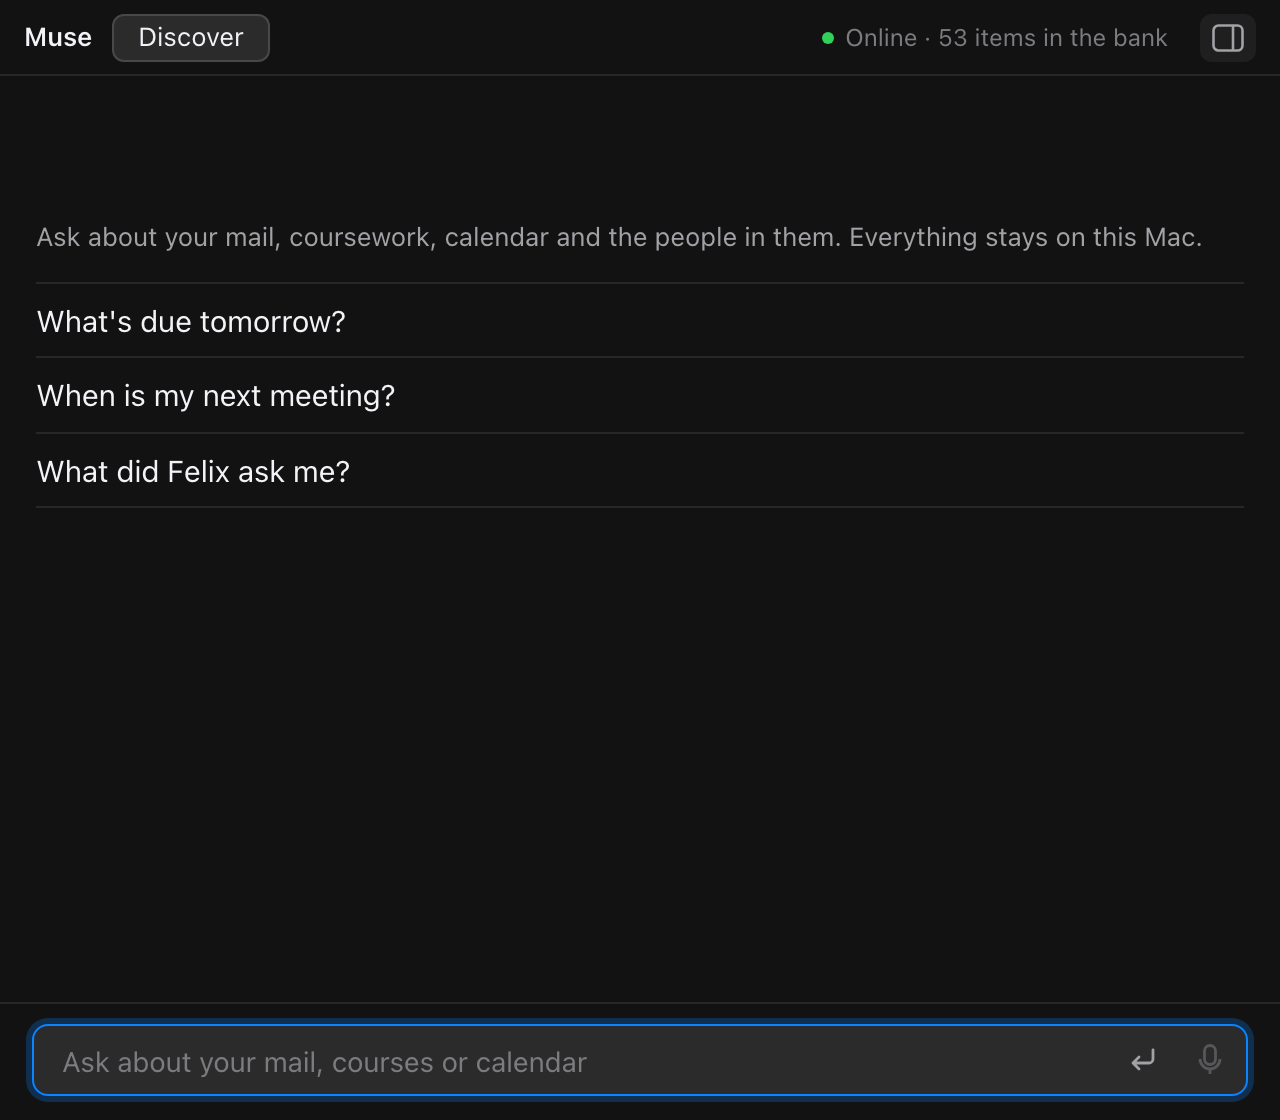 Muse Discover Online · 53 items in the bank
Ask about your mail, coursework, calendar and the people in them. Everything stays on this Mac.
What's due tomorrow?
When is my next meeting?
What did Felix ask me?
Ask about your mail, courses or calendar